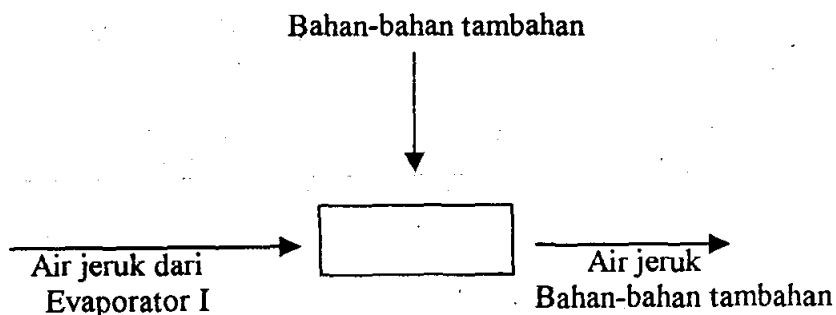 Bahan-bahan tambahan
Air jeruk dari
Evaporator I
Air jeruk
Bahan-bahan tambahan